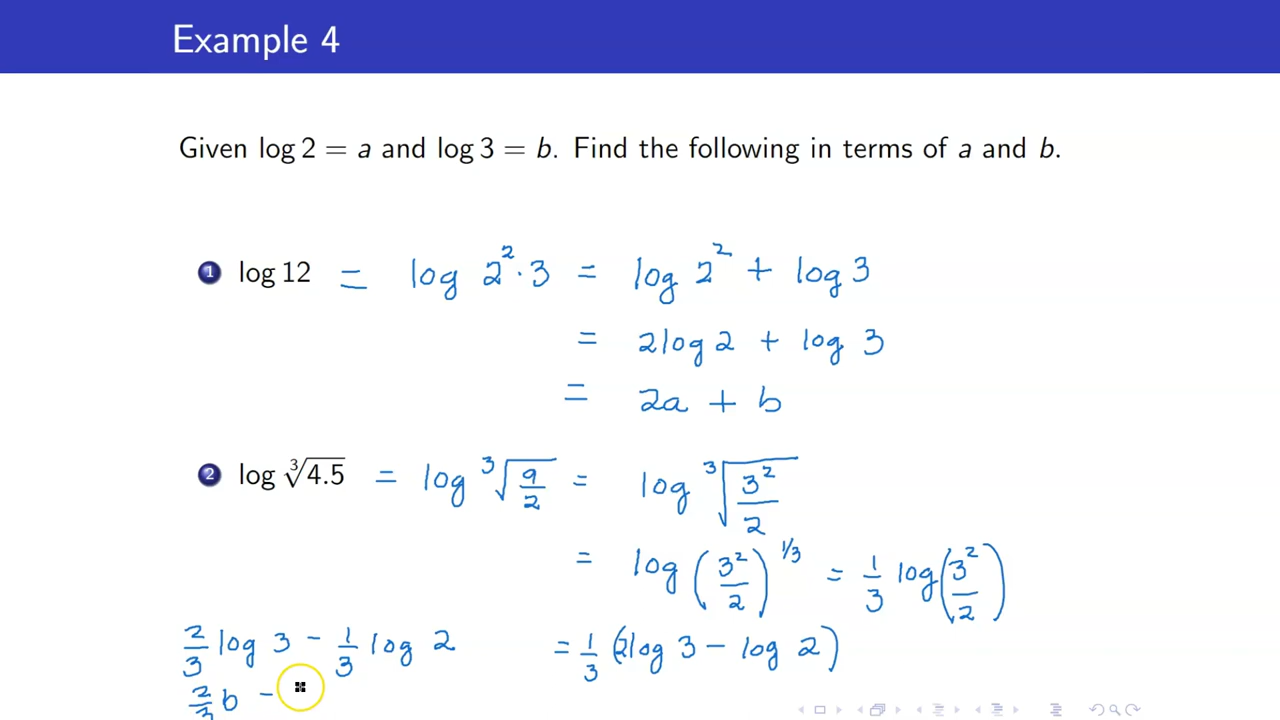 Example 4
Given log 2 = a and log 3 = b. Find the following in terms of a and b.
1 log 12 = log 2² · 3 = log 2² + log 3
= 2log 2 + log 3
= 2a + b
2 log ∛4.5 = log ∛(9/2) = log ∛(3²/2)
= log (3²/2)^1/3 = 1/3 log (3²/2)
2/3 log 3 - 1/3 log 2 = 1/3 (2log 3 - log 2)
2/3 b -